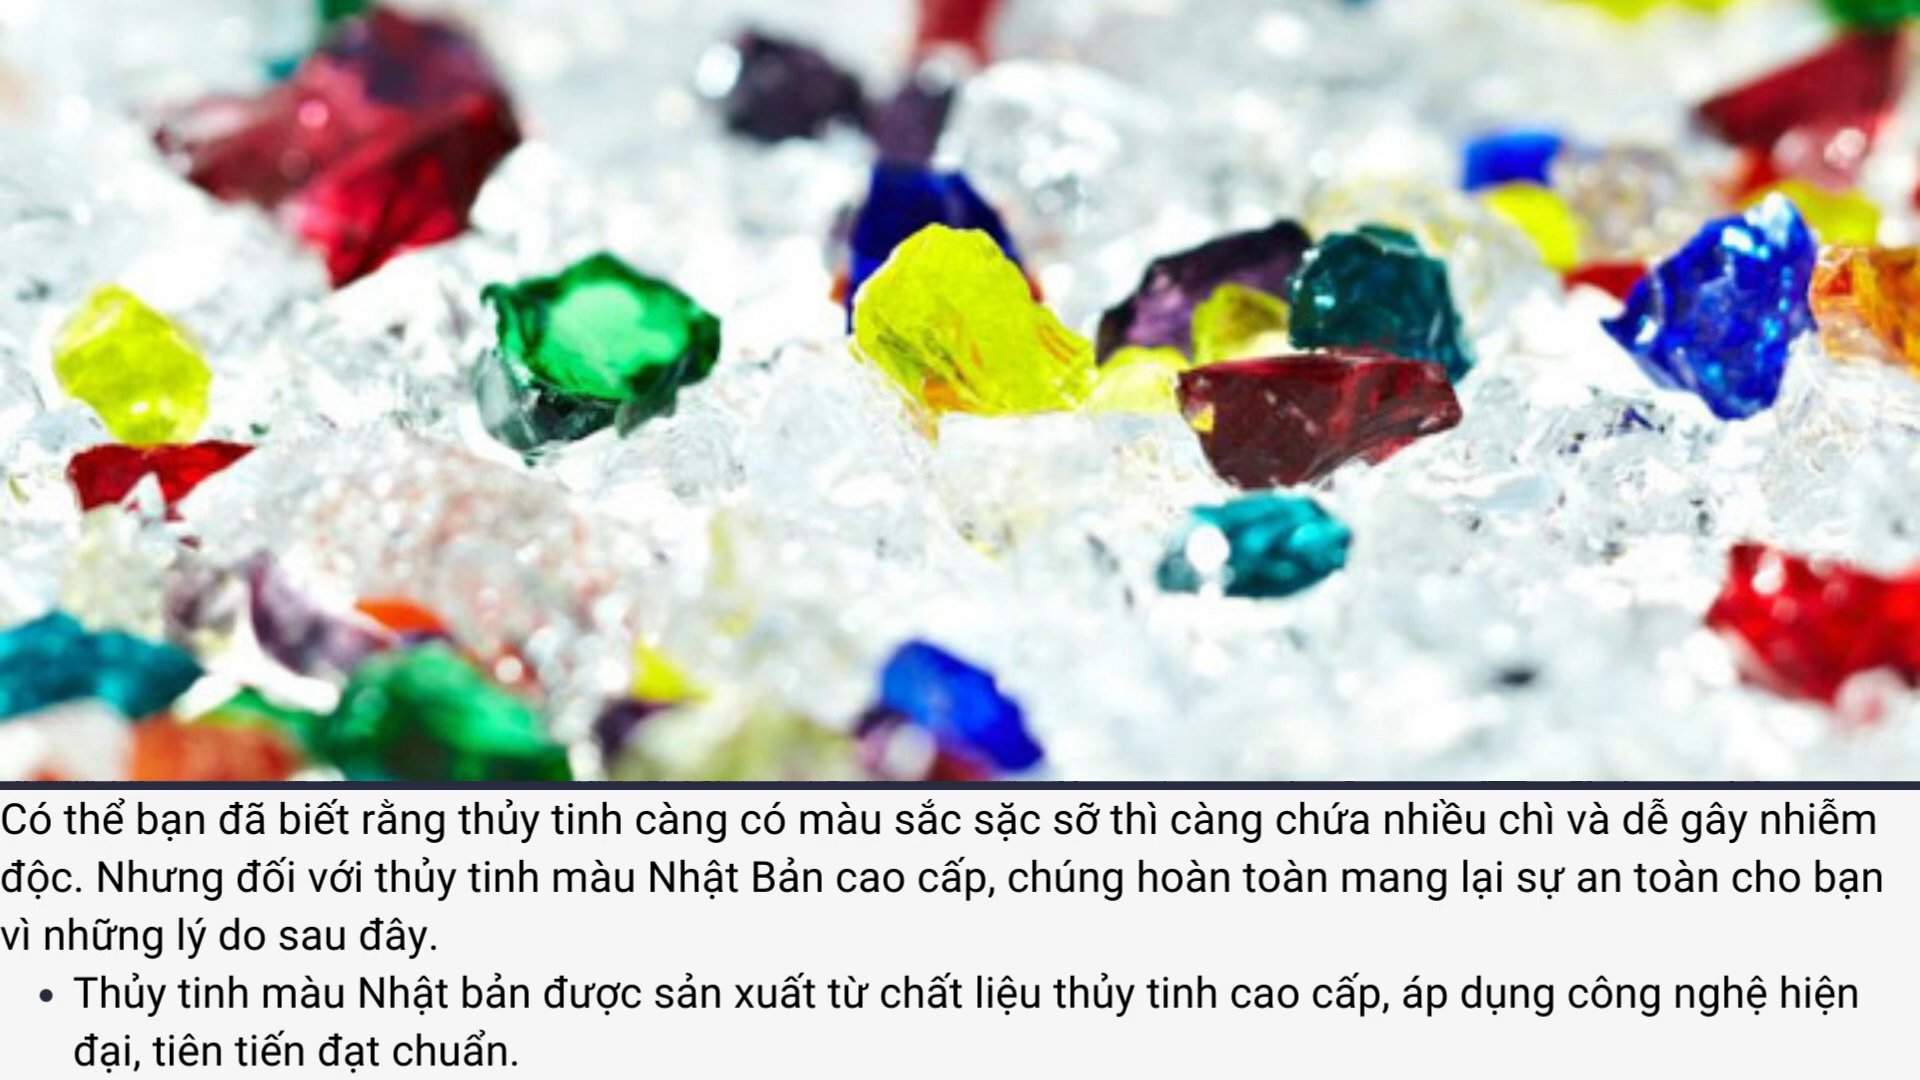 Có thể bạn đã biết rằng thủy tinh càng có màu sắc sặc sỡ thì càng chứa nhiều chì và dễ gây nhiễm
độc. Nhưng đối với thủy tinh màu Nhật Bản cao cấp, chúng hoàn toàn mang lại sự an toàn cho bạn
vì những lý do sau đây.
• Thủy tinh màu Nhật bản được sản xuất từ chất liệu thủy tinh cao cấp, áp dụng công nghệ hiện
đại, tiên tiến đạt chuẩn.